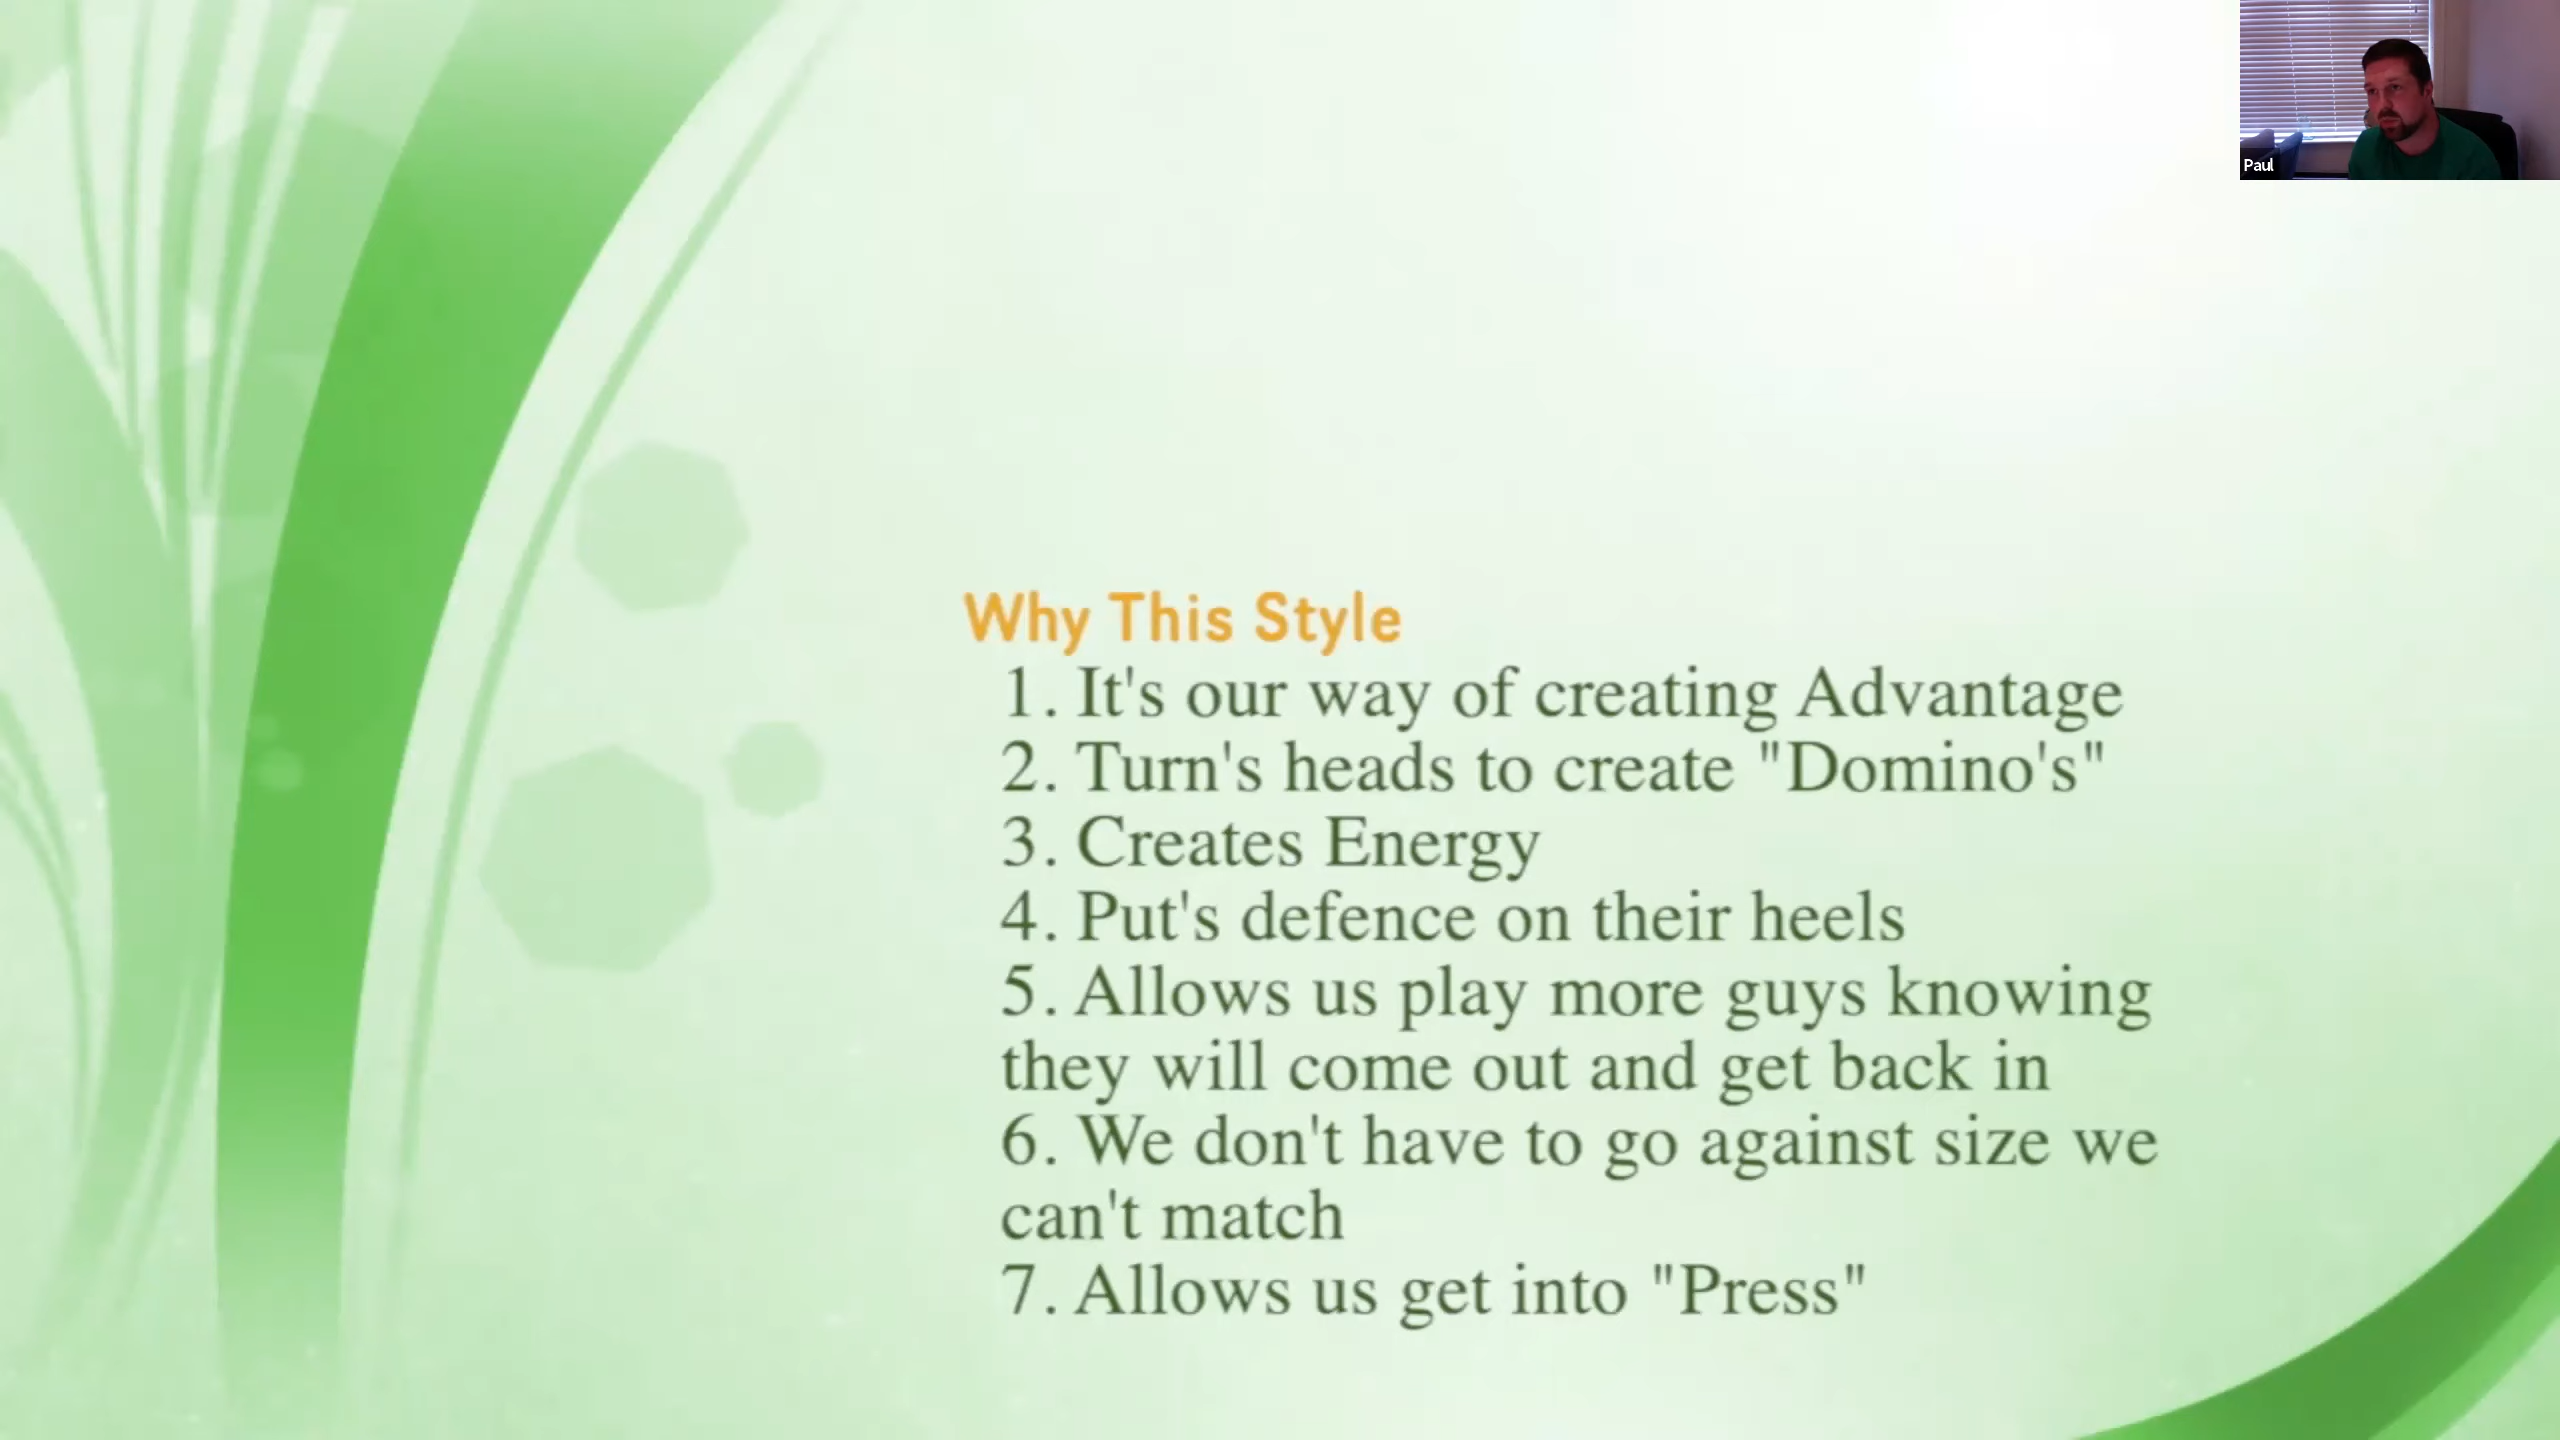 Paul
Why This Style
1. It's our way of creating Advantage
2. Turn's heads to create "Domino's"
3. Creates Energy
4. Put's defence on their heels
5. Allows us play more guys knowing
they will come out and get back in
6. We don't have to go against size we
can't match
7. Allows us get into "Press"